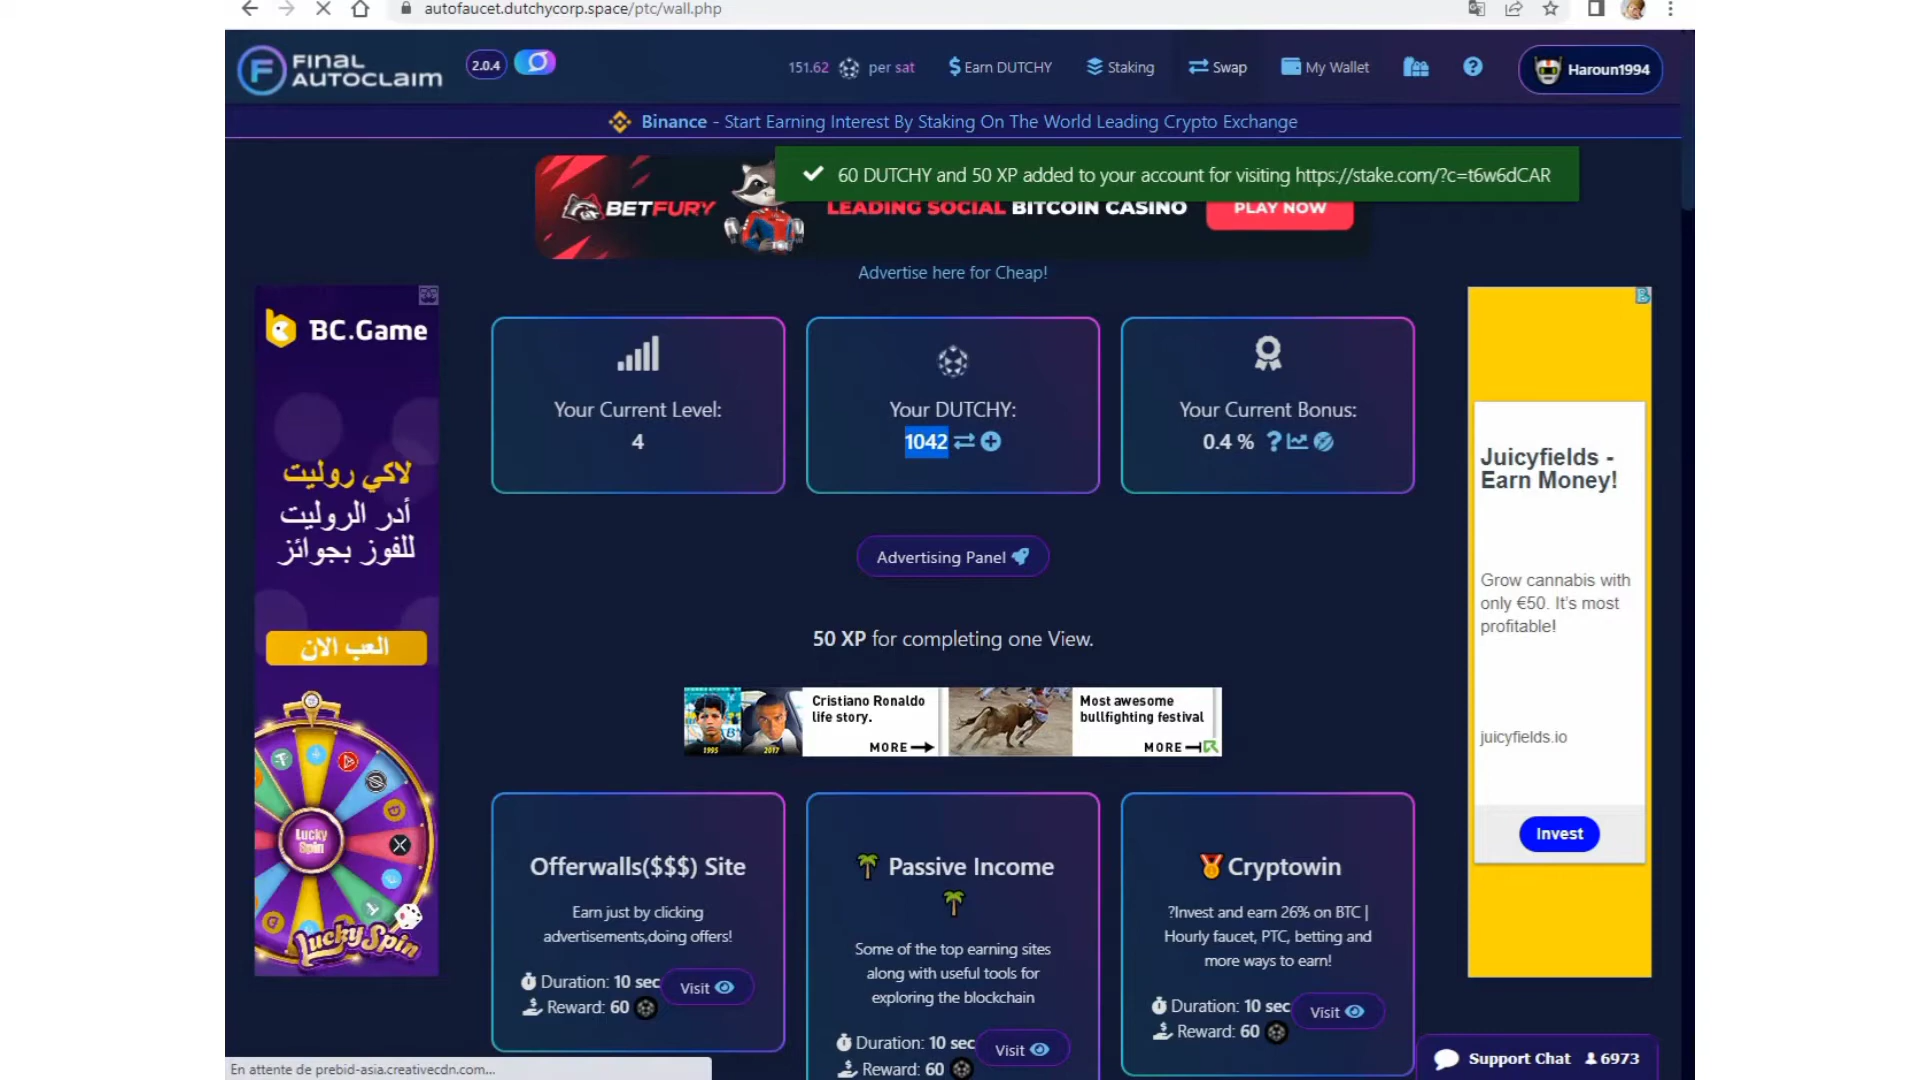 autofaucet.dutchycorp.space/ptc/wall.php
FINAL
AUTOCLAIM
2.0.4
151.62 per sat
Earn DUTCHY
Staking
Swap
My Wallet
Haroun1994
Binance - Start Earning Interest By Staking On The World Leading Crypto Exchange
60 DUTCHY and 50 XP added to your account for visiting https://stake.com/?c=t6w6dCAR
BETFURY
LEADING SOCIAL BITCOIN CASINO
PLAY NOW
Advertise here for Cheap!
BC.Game
لاكي روليت
أدر الروليت
للفوز بجوائز
العب الان
Lucky
Spin
Lucky Spin
Your Current Level:
4
Your DUTCHY:
1042
Your Current Bonus:
0.4 %
Advertising Panel
50 XP for completing one View.
Cristiano Ronaldo
life story.
MORE
1995
2017
Most awesome
bullfighting festival
MORE
Offerwalls($$$) Site
Earn just by clicking
advertisements,doing offers!
Duration: 10 sec
Reward: 60
Visit
Passive Income
Some of the top earning sites
along with useful tools for
exploring the blockchain
Duration: 10 sec
Reward: 60
Visit
Cryptowin
?Invest and earn 26% on BTC |
Hourly faucet, PTC, betting and
more ways to earn!
Duration: 10 sec
Reward: 60
Visit
Juicyfields -
Earn Money!
Grow cannabis with
only €50. It's most
profitable!
juicyfields.io
Invest
Support Chat 6973
En attente de prebid-asia.creativecdn.com...